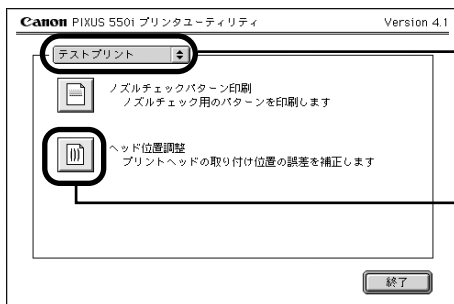 Canon PIXUS 550i プリンタユーティリティ Version 4.1
テストプリント
ノズルチェックパターン印刷
ノズルチェック用のパターンを印刷します
ヘッド位置調整
プリントヘッドの取り付け位置の誤差を補正します
終了